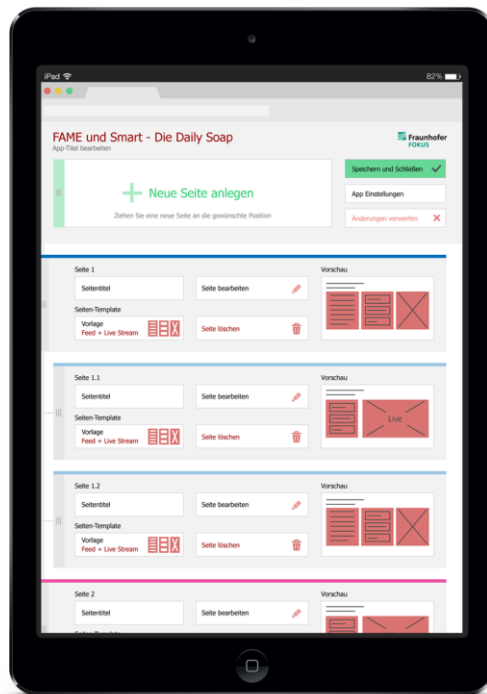 iPad
82%
FAME und Smart - Die Daily Soap
App-Titel bearbeiten
Fraunhofer
FOKUS
Neue Seite anlegen
Ziehen Sie eine neue Seite an die gewünschte Position
Speichern und Schließen
App Einstellungen
Änderungen verwerfen
Seite 1
Vorschau
Seitentitel
Seite bearbeiten
Seiten-Template
Vorlage
Feed + Live Stream
Seite löschen
Seite 1.1
Vorschau
Seitentitel
Seite bearbeiten
Live
Seiten-Template
Vorlage
Feed + Live Stream
Seite löschen
Seite 1.2
Vorschau
Seitentitel
Seite bearbeiten
Seiten-Template
Vorlage
Feed + Live Stream
Seite löschen
Seite 2
Vorschau
Seitentitel
Seite bearbeiten